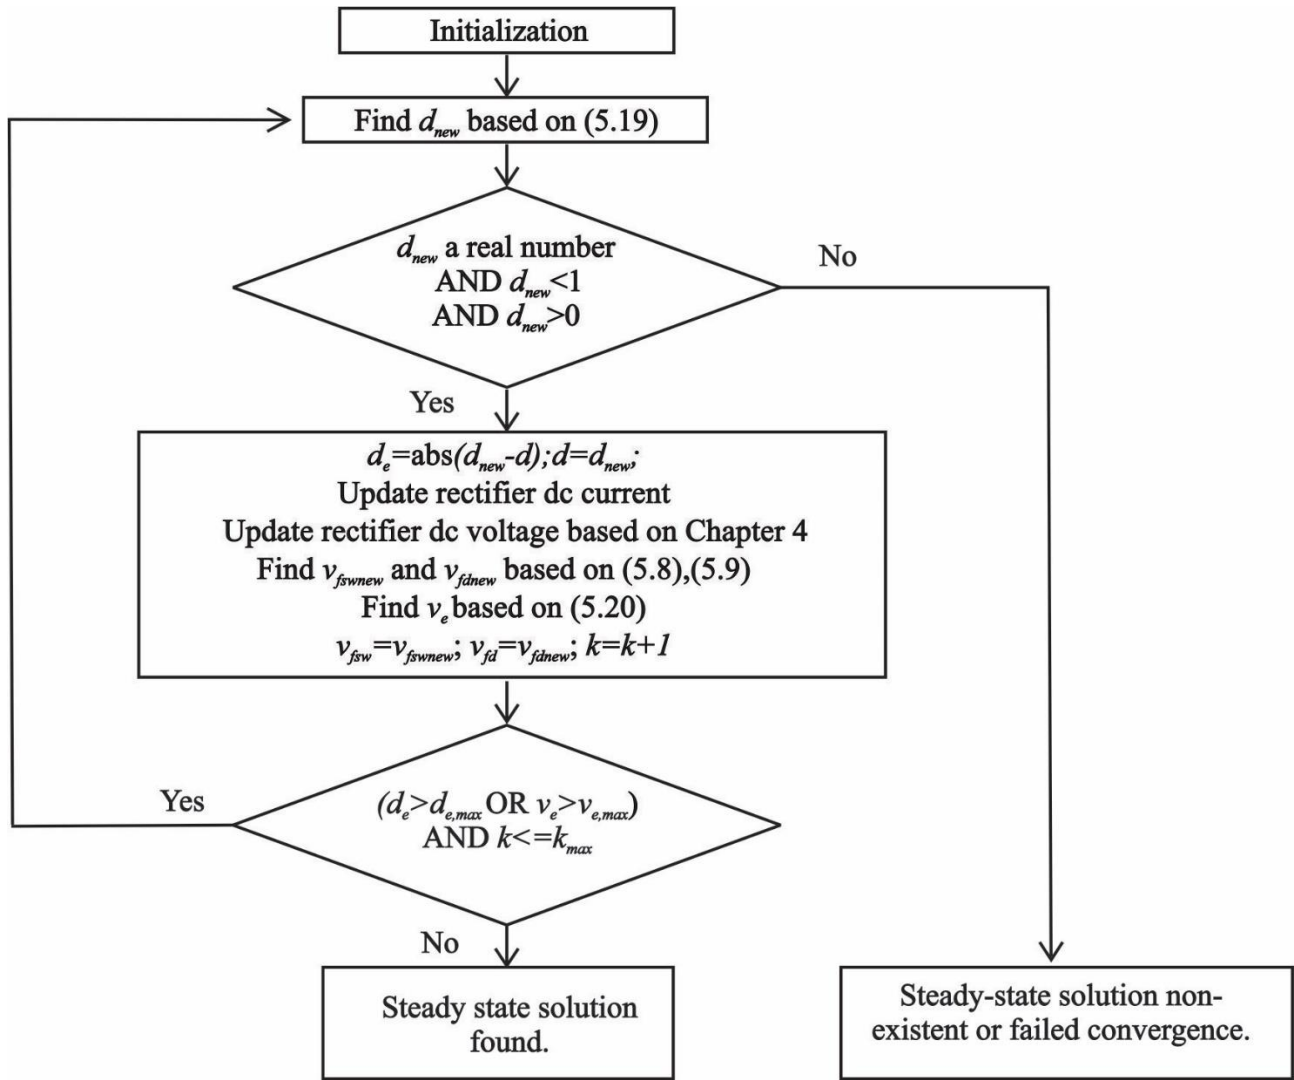 Initialization
Find d_new based on (5.19)
d_new a real number
AND d_new<1
AND d_new>0
No
Yes
d_e=abs(d_new-d);d=d_new;
Update rectifier dc current
Update rectifier dc voltage based on Chapter 4
Find v_fswnew and v_fdnew based on (5.8),(5.9)
Find v_e based on (5.20)
v_fsw=v_fswnew; v_fd=v_fdnew; k=k+1
Yes
(d_e>d_e,max OR v_e>v_e,max)
AND k<=k_max
No
Steady state solution
found.
Steady-state solution non-
existent or failed convergence.